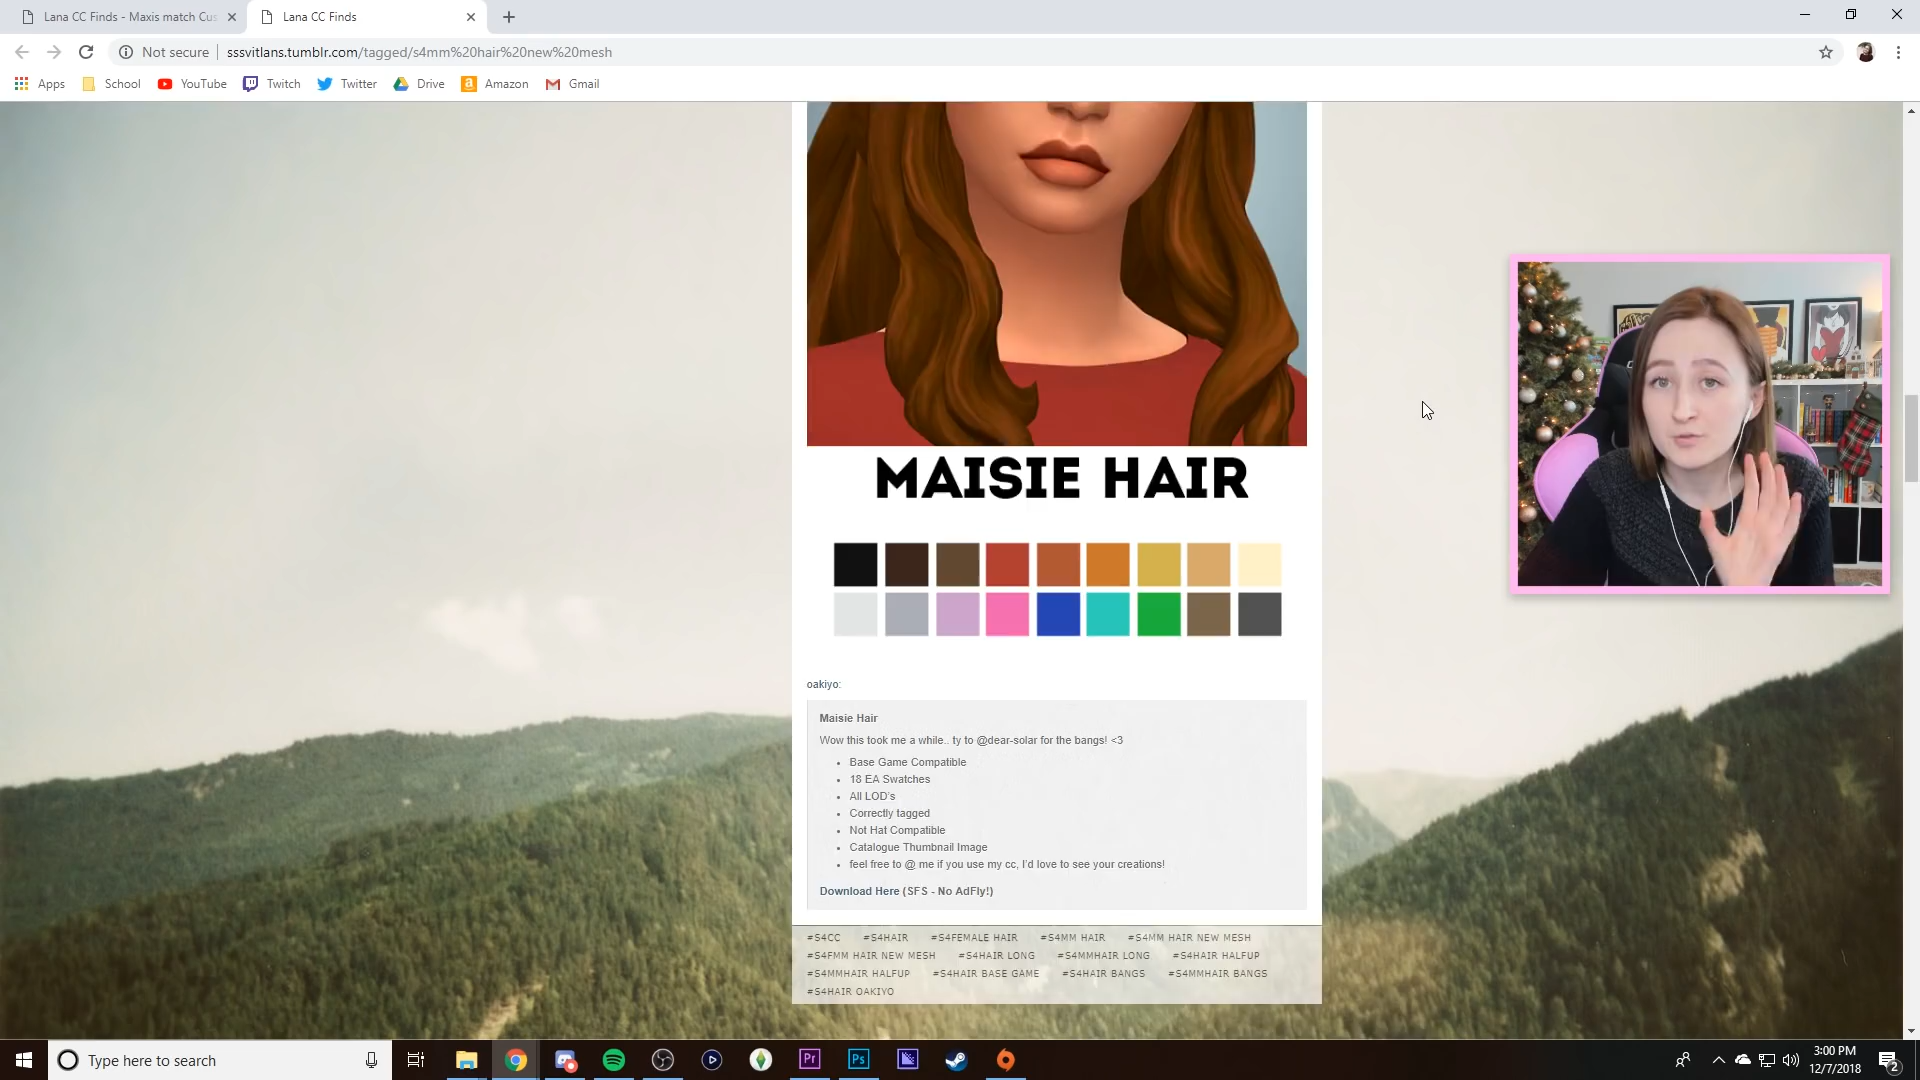 Lana CC Finds - Maxis match Cus
Lana CC Finds
Not secure
sssvitlans.tumblr.com/tagged/s4mm%20hair%20new%20mesh
Apps
School
YouTube
Twitch
Twitter
Drive
Amazon
Gmail
MAISIE HAIR
oakiyo:
Maisie Hair
Wow this took me a while.. ty to @dear-solar for the bangs! <3
• Base Game Compatible
• 18 EA Swatches
• All LOD's
• Correctly tagged
• Not Hat Compatible
• Catalogue Thumbnail Image
• feel free to @ me if you use my cc, I'd love to see your creations!
Download Here (SFS - No AdFly!)
#S4CC #S4HAIR #S4FEMALE HAIR #S4MM HAIR #S4MM HAIR NEW MESH
#S4FMM HAIR NEW MESH #S4HAIR LONG #S4MMHAIR LONG #S4HAIR HALFUP
#S4MMHAIR HALFUP #S4HAIR BASE GAME #S4HAIR BANGS #S4MMHAIR BANGS
#S4HAIR OAKIYO
Type here to search
Pr
Ps
3:00 PM
12/7/2018
2